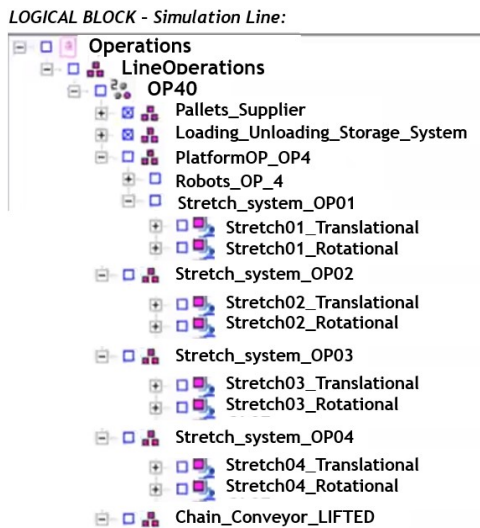 LOGICAL BLOCK - Simulation Line:
Operations
LineOperations
OP40
Pallets_Supplier
Loading_Unloading_Storage_System
PlatformOP_OP4
Robots_OP_4
Stretch_system_OP01
Stretch01_Translational
Stretch01_Rotational
Stretch_system_OP02
Stretch02_Translational
Stretch02_Rotational
Stretch_system_OP03
Stretch03_Translational
Stretch03_Rotational
Stretch_system_OP04
Stretch04_Translational
Stretch04_Rotational
Chain_Conveyor_LIFTED